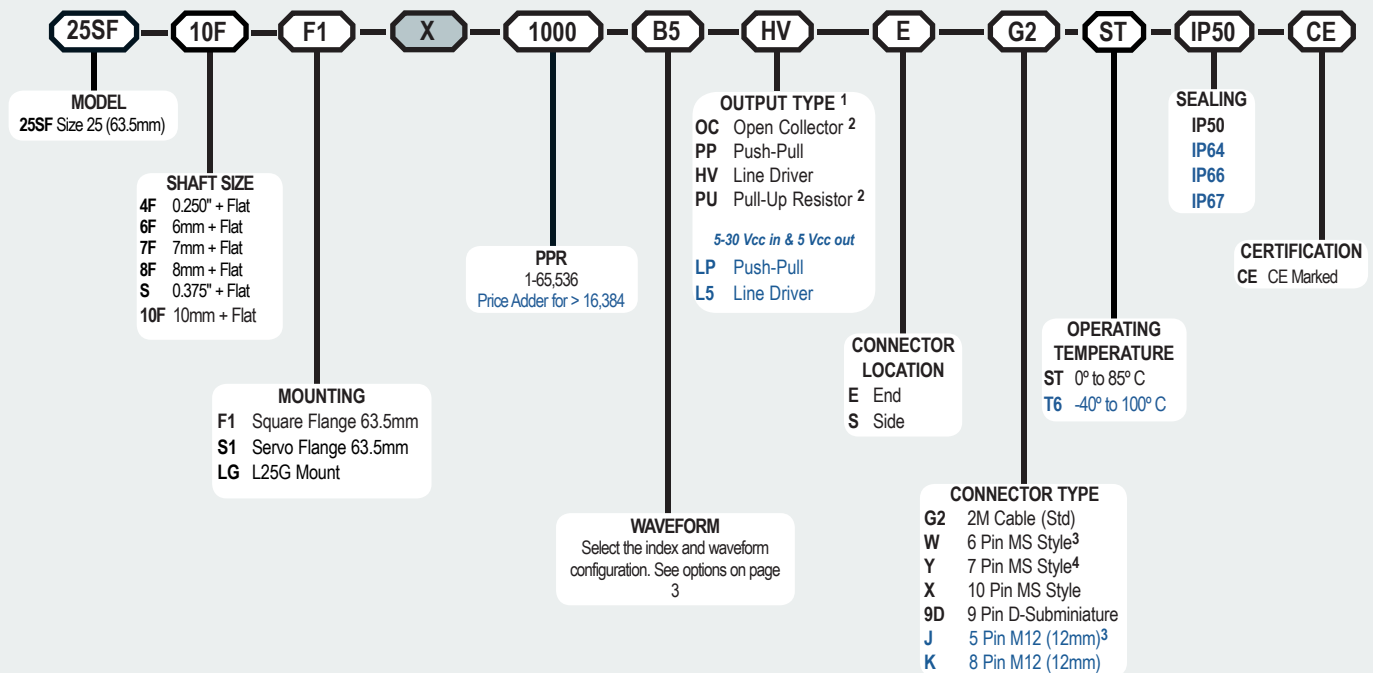 25SF 10F F1 X 1000 B5 HV E G2 ST IP50 CE
MODEL
25SF Size 25 (63.5mm)
SHAFT SIZE
4F 0.250" + Flat
6F 6mm + Flat
7F 7mm + Flat
8F 8mm + Flat
S 0.375" + Flat
10F 10mm + Flat
MOUNTING
F1 Square Flange 63.5mm
S1 Servo Flange 63.5mm
LG L25G Mount
PPR
1-65,536
Price Adder for > 16,384
WAVEFORM
Select the index and waveform
configuration. See options on page
3
OUTPUT TYPE 1
OC Open Collector 2
PP Push-Pull
HV Line Driver
PU Pull-Up Resistor 2
5-30 Vcc in & 5 Vcc out
LP Push-Pull
L5 Line Driver
CONNECTOR
LOCATION
E End
S Side
CONNECTOR TYPE
G2 2M Cable (Std)
W 6 Pin MS Style3
Y 7 Pin MS Style4
X 10 Pin MS Style
9D 9 Pin D-Subminiature
J 5 Pin M12 (12mm)3
K 8 Pin M12 (12mm)
OPERATING
TEMPERATURE
ST 0º to 85º C
T6 -40º to 100º C
SEALING
IP50
IP64
IP66
IP67
CERTIFICATION
CE CE Marked